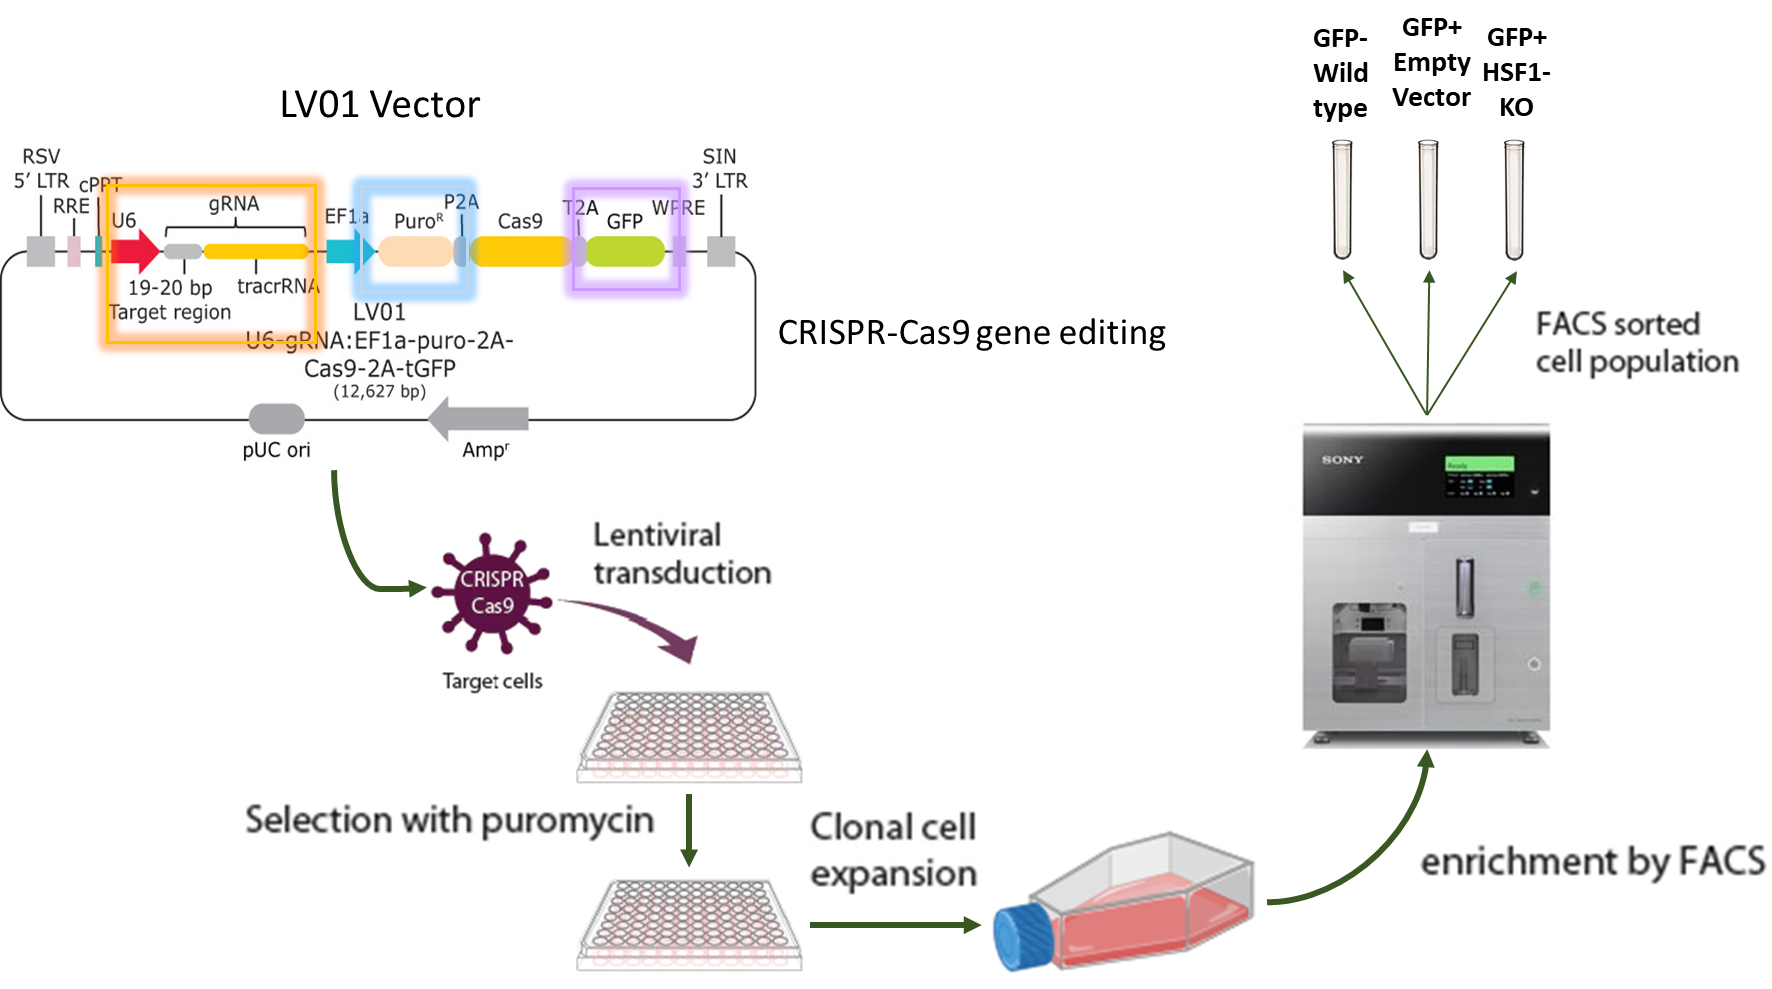 LV01 Vector
RSV
5’ LTR
RRE
cPPT
U6
gRNA
19-20 bp
Target region
tracrRNA
EF1a
Puroᴿ
P2A
Cas9
T2A
GFP
WPRE
SIN
3’ LTR
LV01
U6-gRNA:EF1a-puro-2A-
Cas9-2A-tGFP
(12,627 bp)
pUC ori
Ampʳ
CRISPR-Cas9 gene editing
CRISPR
Cas9
Target cells
Lentiviral
transduction
Selection with puromycin
Clonal cell
expansion
enrichment by FACS
SONY
Ready
FACS sorted
cell population
GFP-
Wild
type
GFP+
Empty
Vector
GFP+
HSF1-
KO